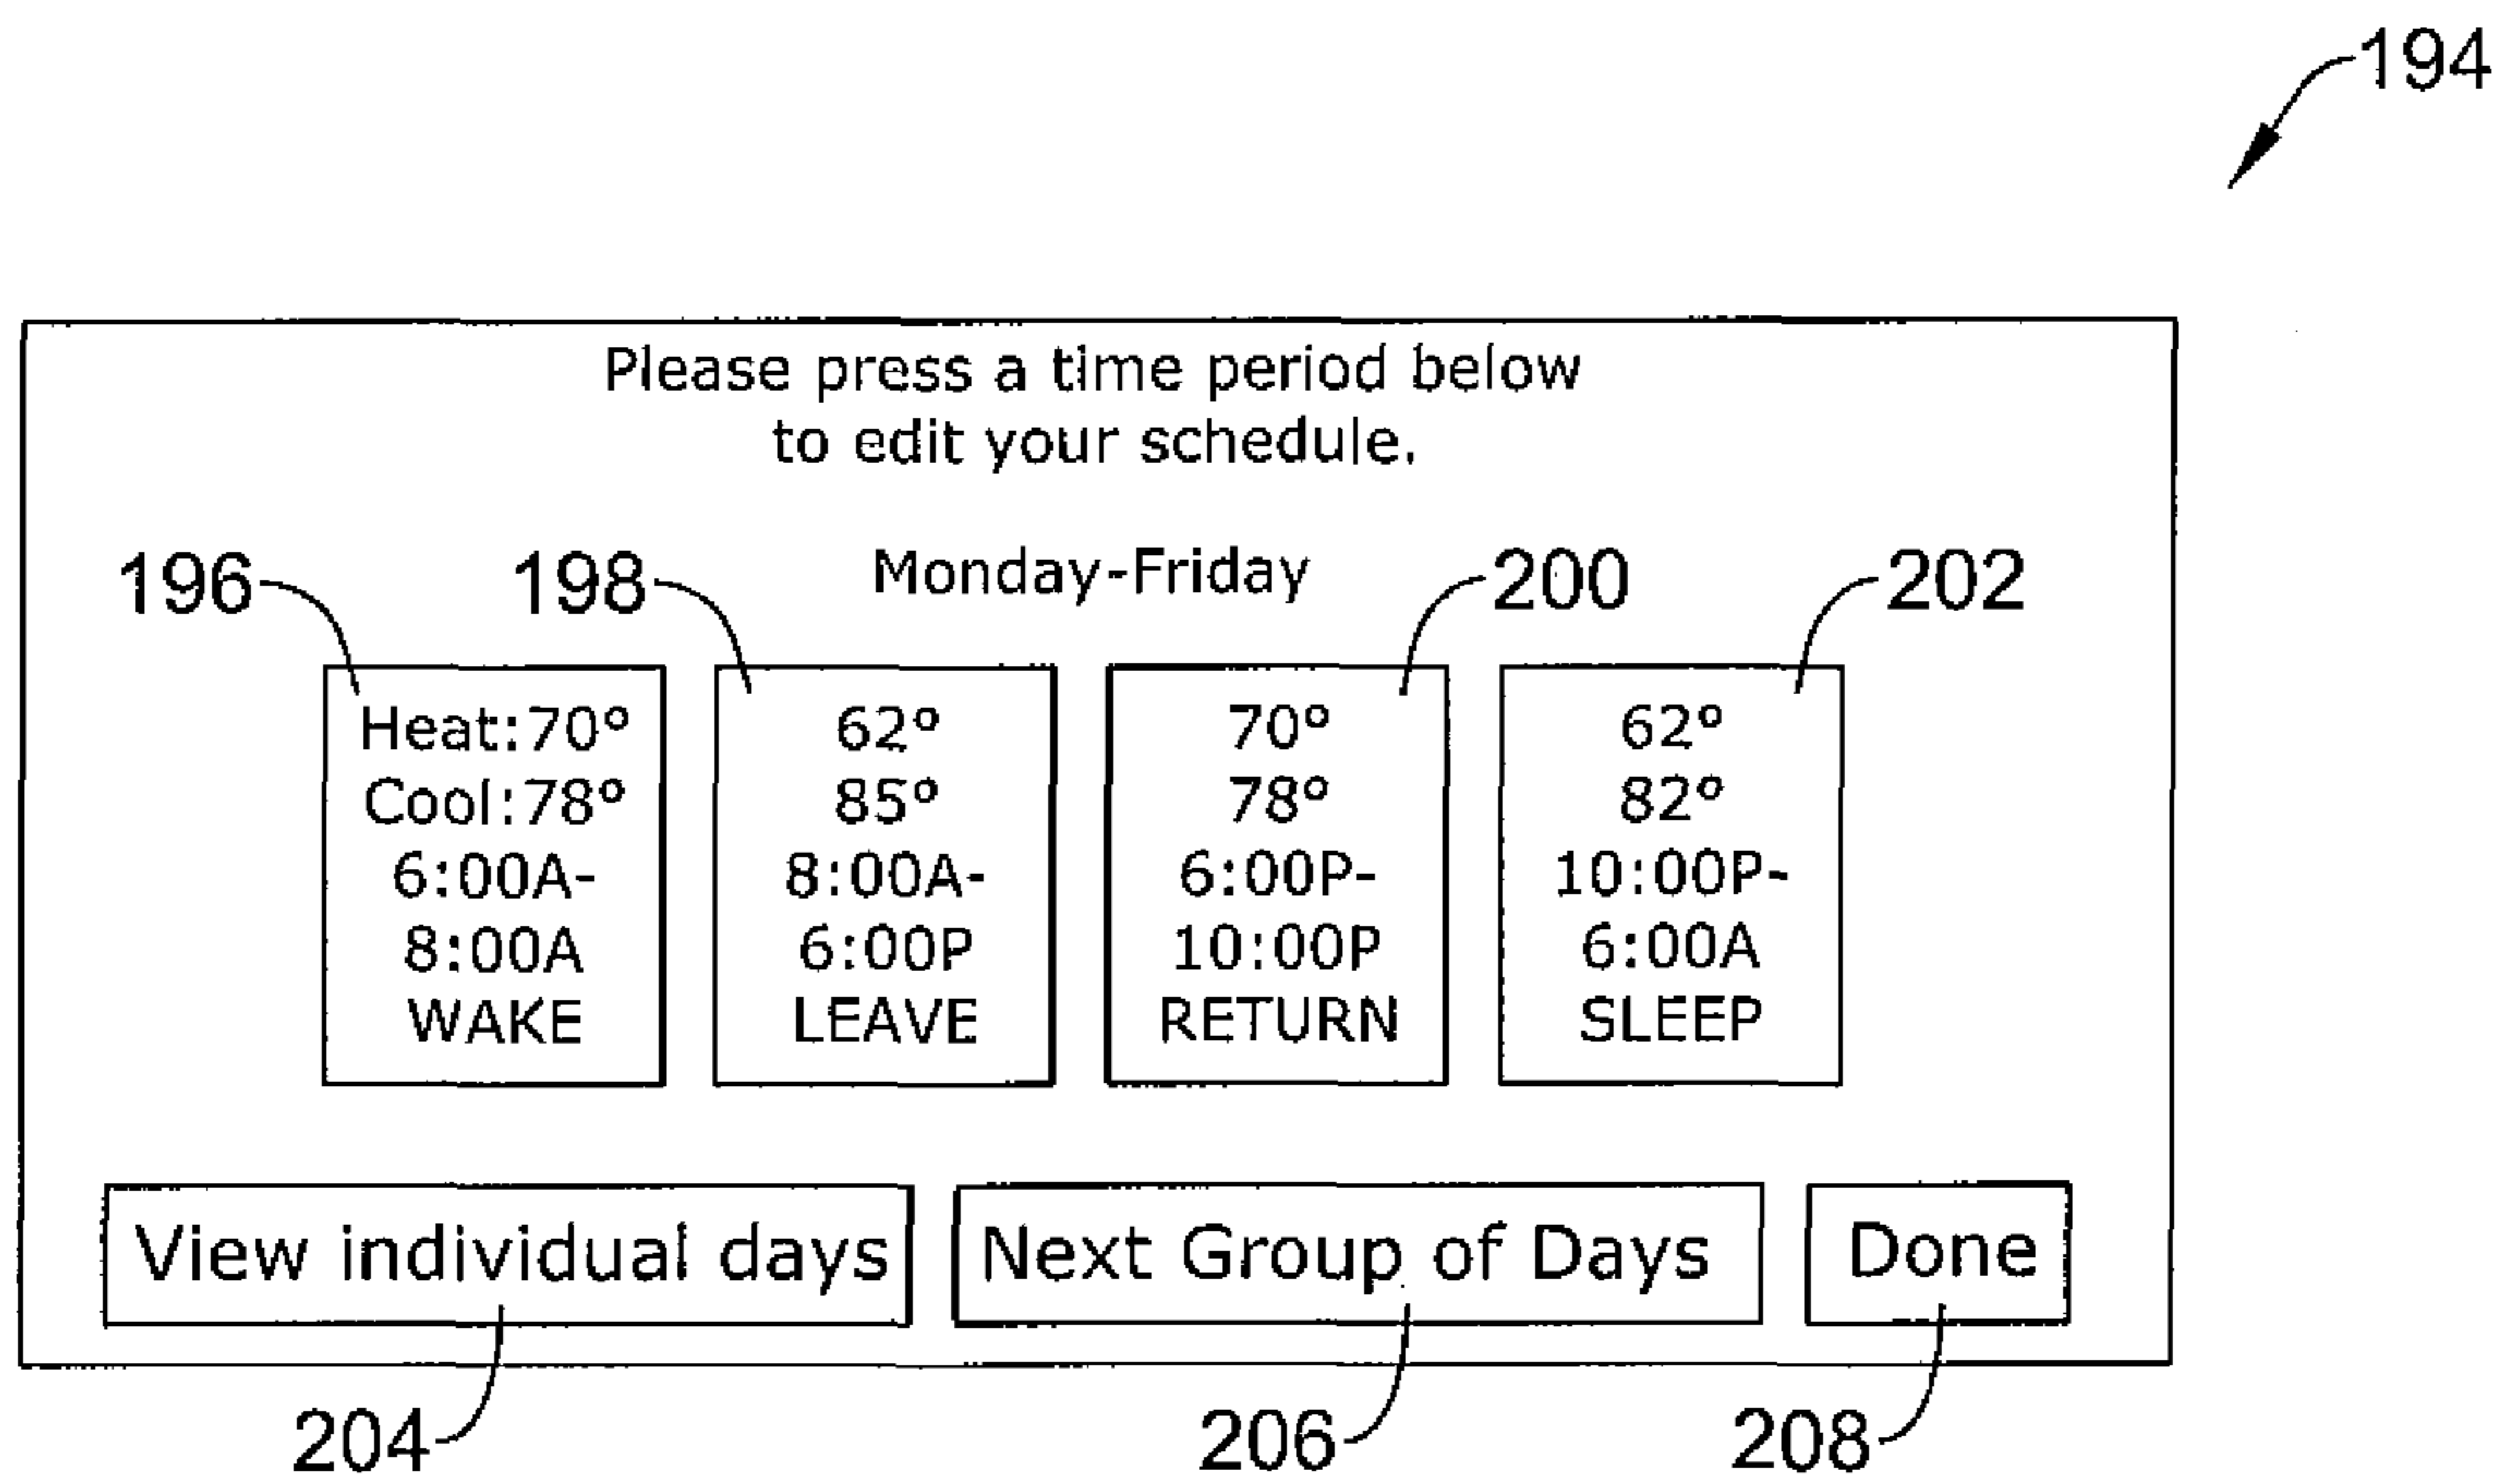 194
Please press a time period below
to edit your schedule.
Monday-Friday
196
198
200
202
Heat:70°
Cool:78°
6:00A-
8:00A
WAKE
62°
85°
8:00A-
6:00P
LEAVE
70°
78°
6:00P-
10:00P
RETURN
62°
82°
10:00P-
6:00A
SLEEP
View individual days
Next Group of Days
Done
204
206
208